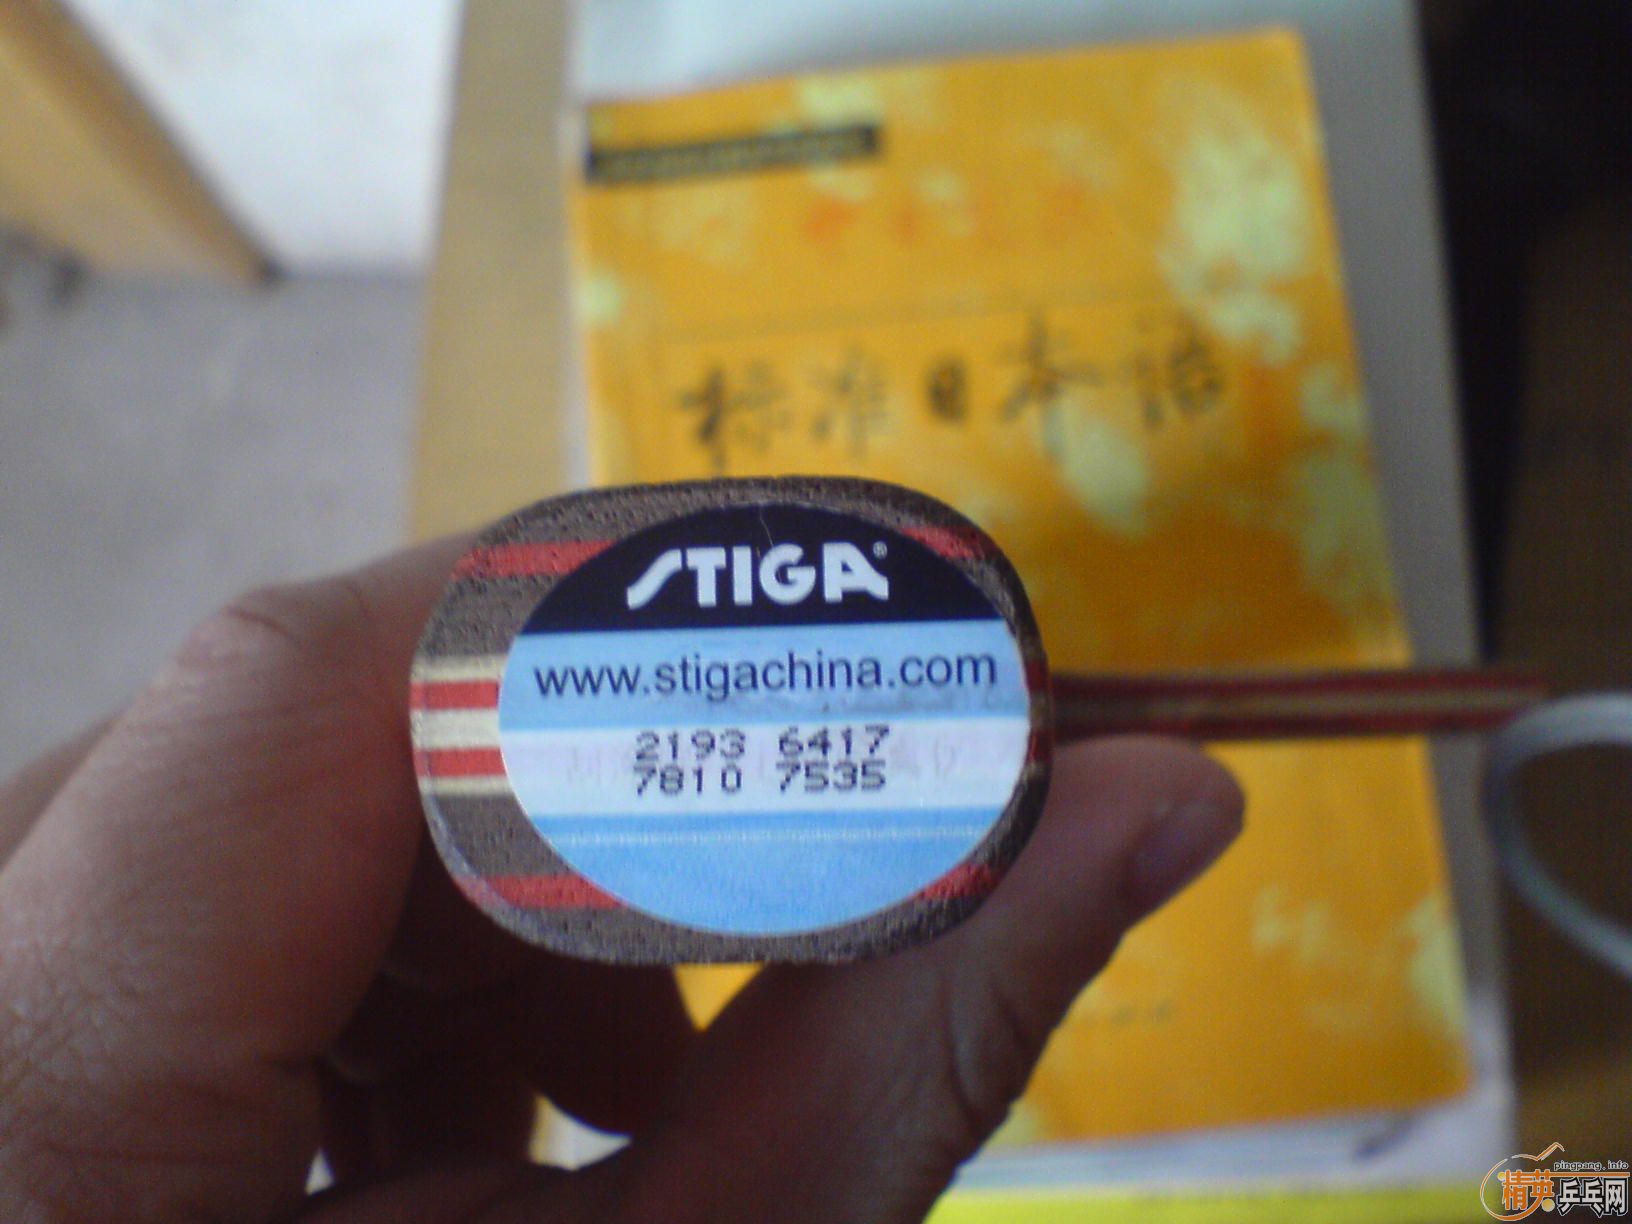 标准日本语
STIGA®
www.stigachina.com
2193 6417
7810 7535
pingpang.info
精英乒乓网